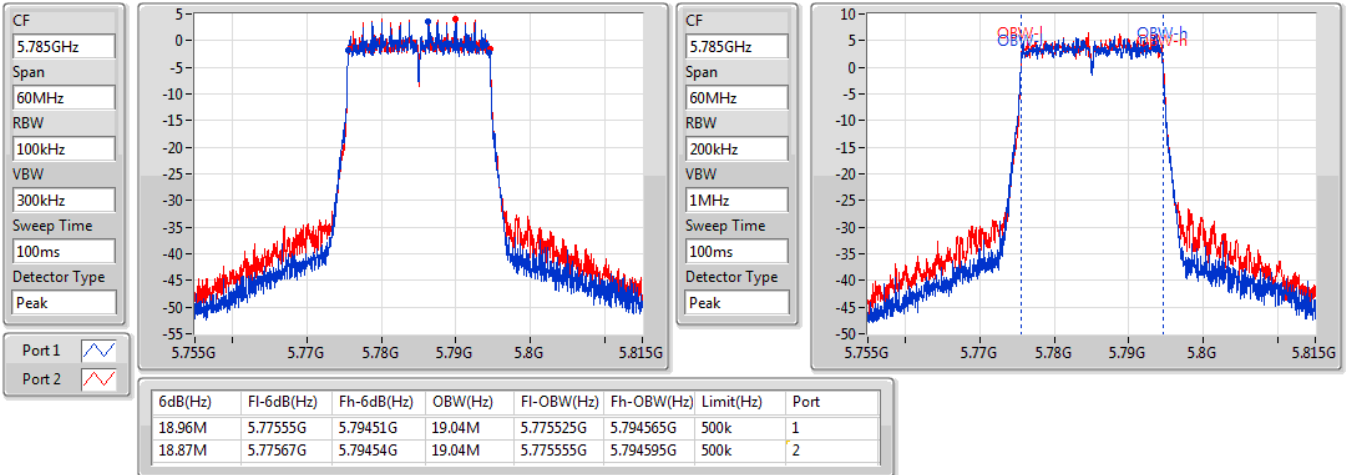 CF
5.785GHz
Span
60MHz
RBW
100kHz
VBW
300kHz
Sweep Time
100ms
Detector Type
Peak
5
0
-5
-10
-15
-20
-25
-30
-35
-40
-45
-50
-55
5.755G 5.77G 5.78G 5.79G 5.8G 5.815G
CF
5.785GHz
Span
60MHz
RBW
200kHz
VBW
1MHz
Sweep Time
100ms
Detector Type
Peak
10
5
0
-5
-10
-15
-20
-25
-30
-35
-40
-45
-50
OBW-l OBW-h
OBW-l OBW-h
5.755G 5.77G 5.78G 5.79G 5.8G 5.815G
Port 1
Port 2
6dB(Hz) Fl-6dB(Hz) Fh-6dB(Hz) OBW(Hz) Fl-OBW(Hz) Fh-OBW(Hz) Limit(Hz) Port
18.96M 5.77555G 5.79451G 19.04M 5.775525G 5.794565G 500k 1
18.87M 5.77567G 5.79454G 19.04M 5.775555G 5.794595G 500k 2